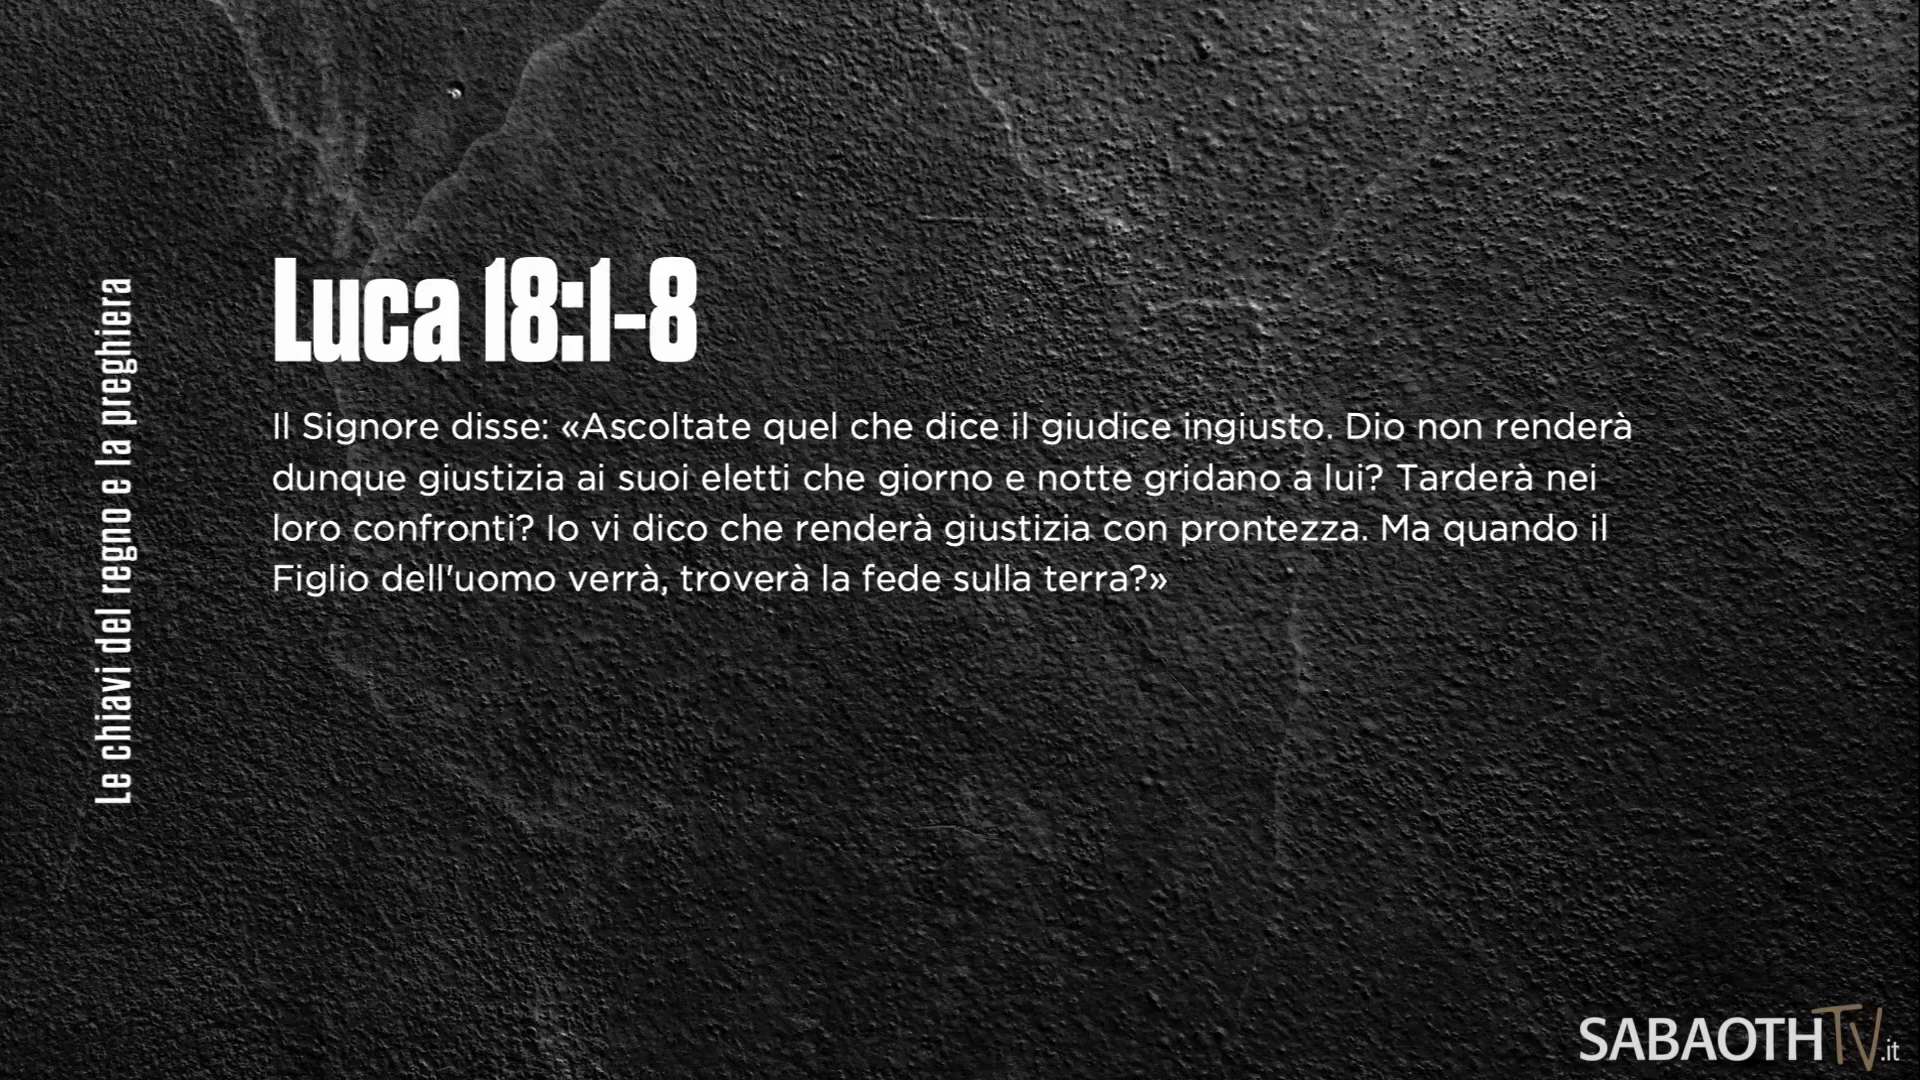 Le chiavi del regno e la preghiera
Luca 18:1-8
Il Signore disse: «Ascoltate quel che dice il giudice ingiusto. Dio non renderà
dunque giustizia ai suoi eletti che giorno e notte gridano a lui? Tarderà nei
loro confronti? Io vi dico che renderà giustizia con prontezza. Ma quando il
Figlio dell'uomo verrà, troverà la fede sulla terra?»
SABAOTHTV.it